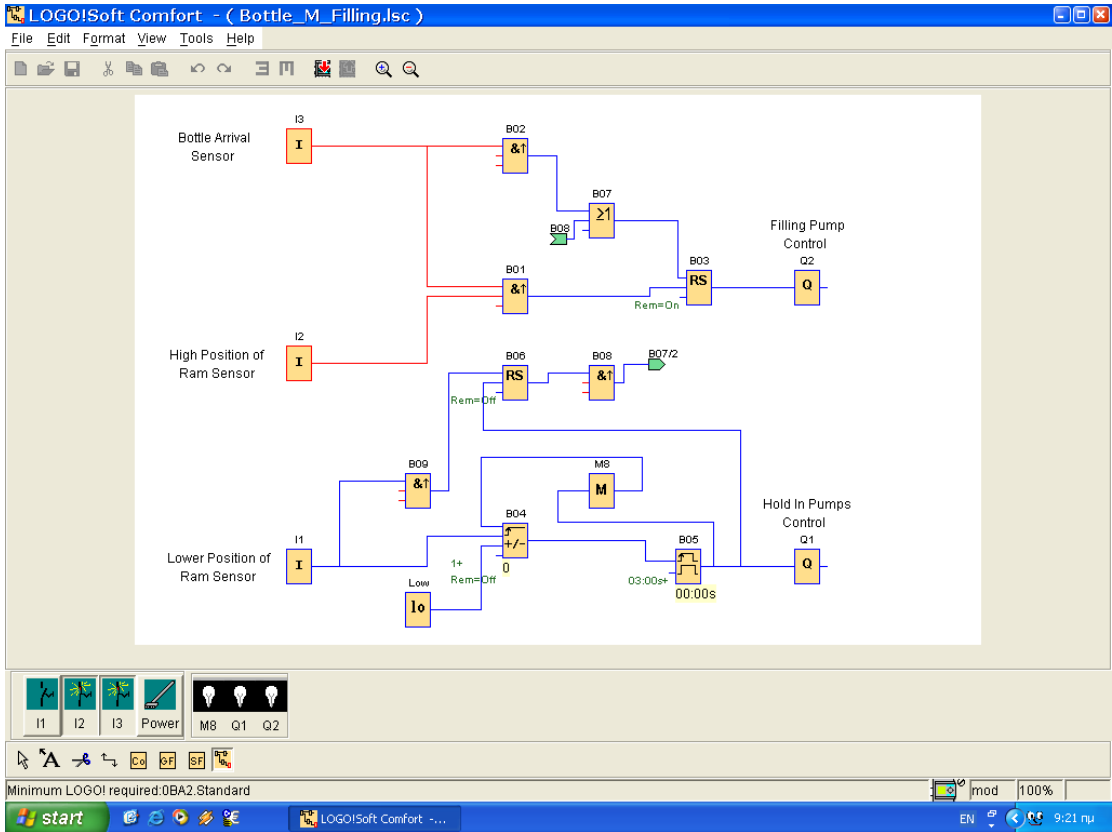 LOGO!Soft Comfort - ( Bottle_M_Filling.lsc )
File Edit Format View Tools Help
I3
Bottle Arrival
Sensor
I
B02
&↑
B07
≥1
B08
Filling Pump
Control
B01
&↑
B03
RS
Q2
Q
Rem=On
I2
High Position of
Ram Sensor
I
B06
RS
B08
&↑
B07/2
Rem=Off
B09
&↑
M8
M
Hold In Pumps
Control
B04
+/-
0
I1
Lower Position of
Ram Sensor
I
1+
Rem=Off
B05
03:00s+
00:00s
Q1
Q
Low
lo
I1 I2 I3 Power M8 Q1 Q2
A Co GF SF
Minimum LOGO! required:0BA2.Standard mod 100%
start LOGO!Soft Comfort -... EN 9:21 πμ